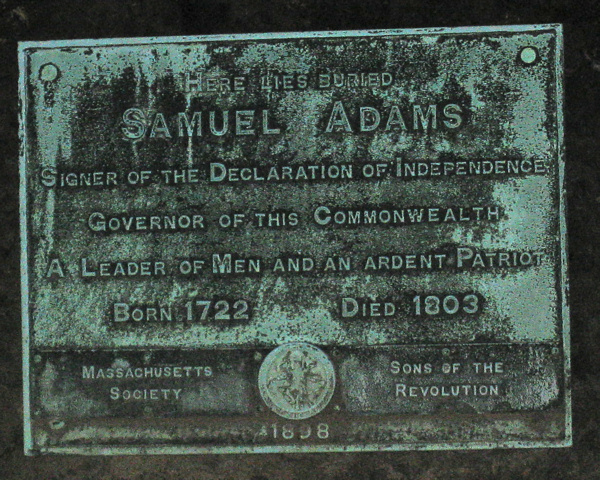 HERE LIES BURIED
SAMUEL ADAMS
SIGNER OF THE DECLARATION OF INDEPENDENCE
GOVERNOR OF THIS COMMONWEALTH
A LEADER OF MEN AND AN ARDENT PATRIOT
BORN 1722 DIED 1803
MASSACHUSETTS
SOCIETY
SONS OF THE
REVOLUTION
1898